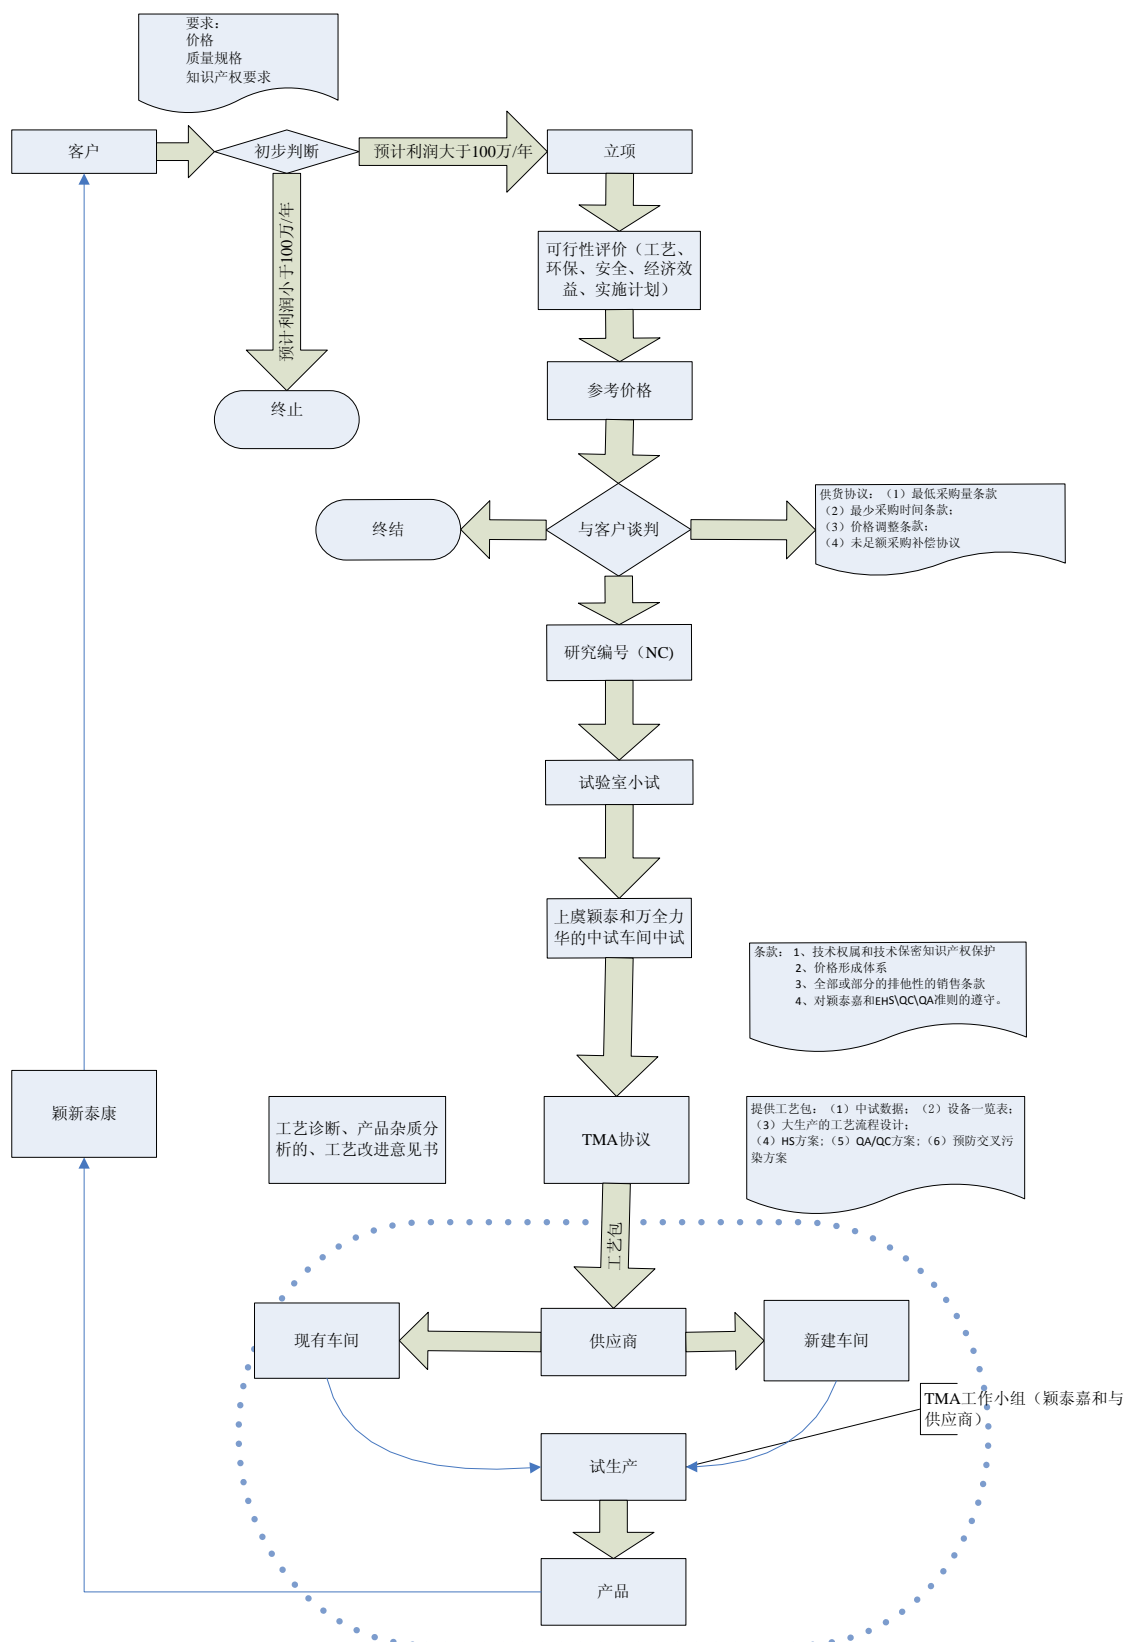 要求：
价格
质量规格
知识产权要求
客户
初步判断
预计利润大于100万/年
立项
预计利润小于100万/年
可行性评价（工艺、
环保、安全、经济效
益、实施计划）
参考价格
终止
与客户谈判
终结
供货协议：（1）最低采购量条款
（2）最少采购时间条款；
（3）价格调整条款；
（4）未足额采购补偿协议
研究编号（NC)
试验室小试
上虞颖泰和万全力
华的中试车间中试
条款：1、技术权属和技术保密知识产权保护
2、价格形成体系
3、全部或部分的排他性的销售条款
4、对颖泰嘉和EHS\QC\QA准则的遵守。
颖新泰康
工艺诊断、产品杂质分
析的、工艺改进意见书
TMA协议
提供工艺包：（1）中试数据；（2）设备一览表；
（3）大生产的工艺流程设计；
（4）HS方案;（5）QA/QC方案;（6）预防交叉污
染方案
工艺包
现有车间
供应商
新建车间
TMA工作小组（颖泰嘉和与
供应商）
试生产
产品